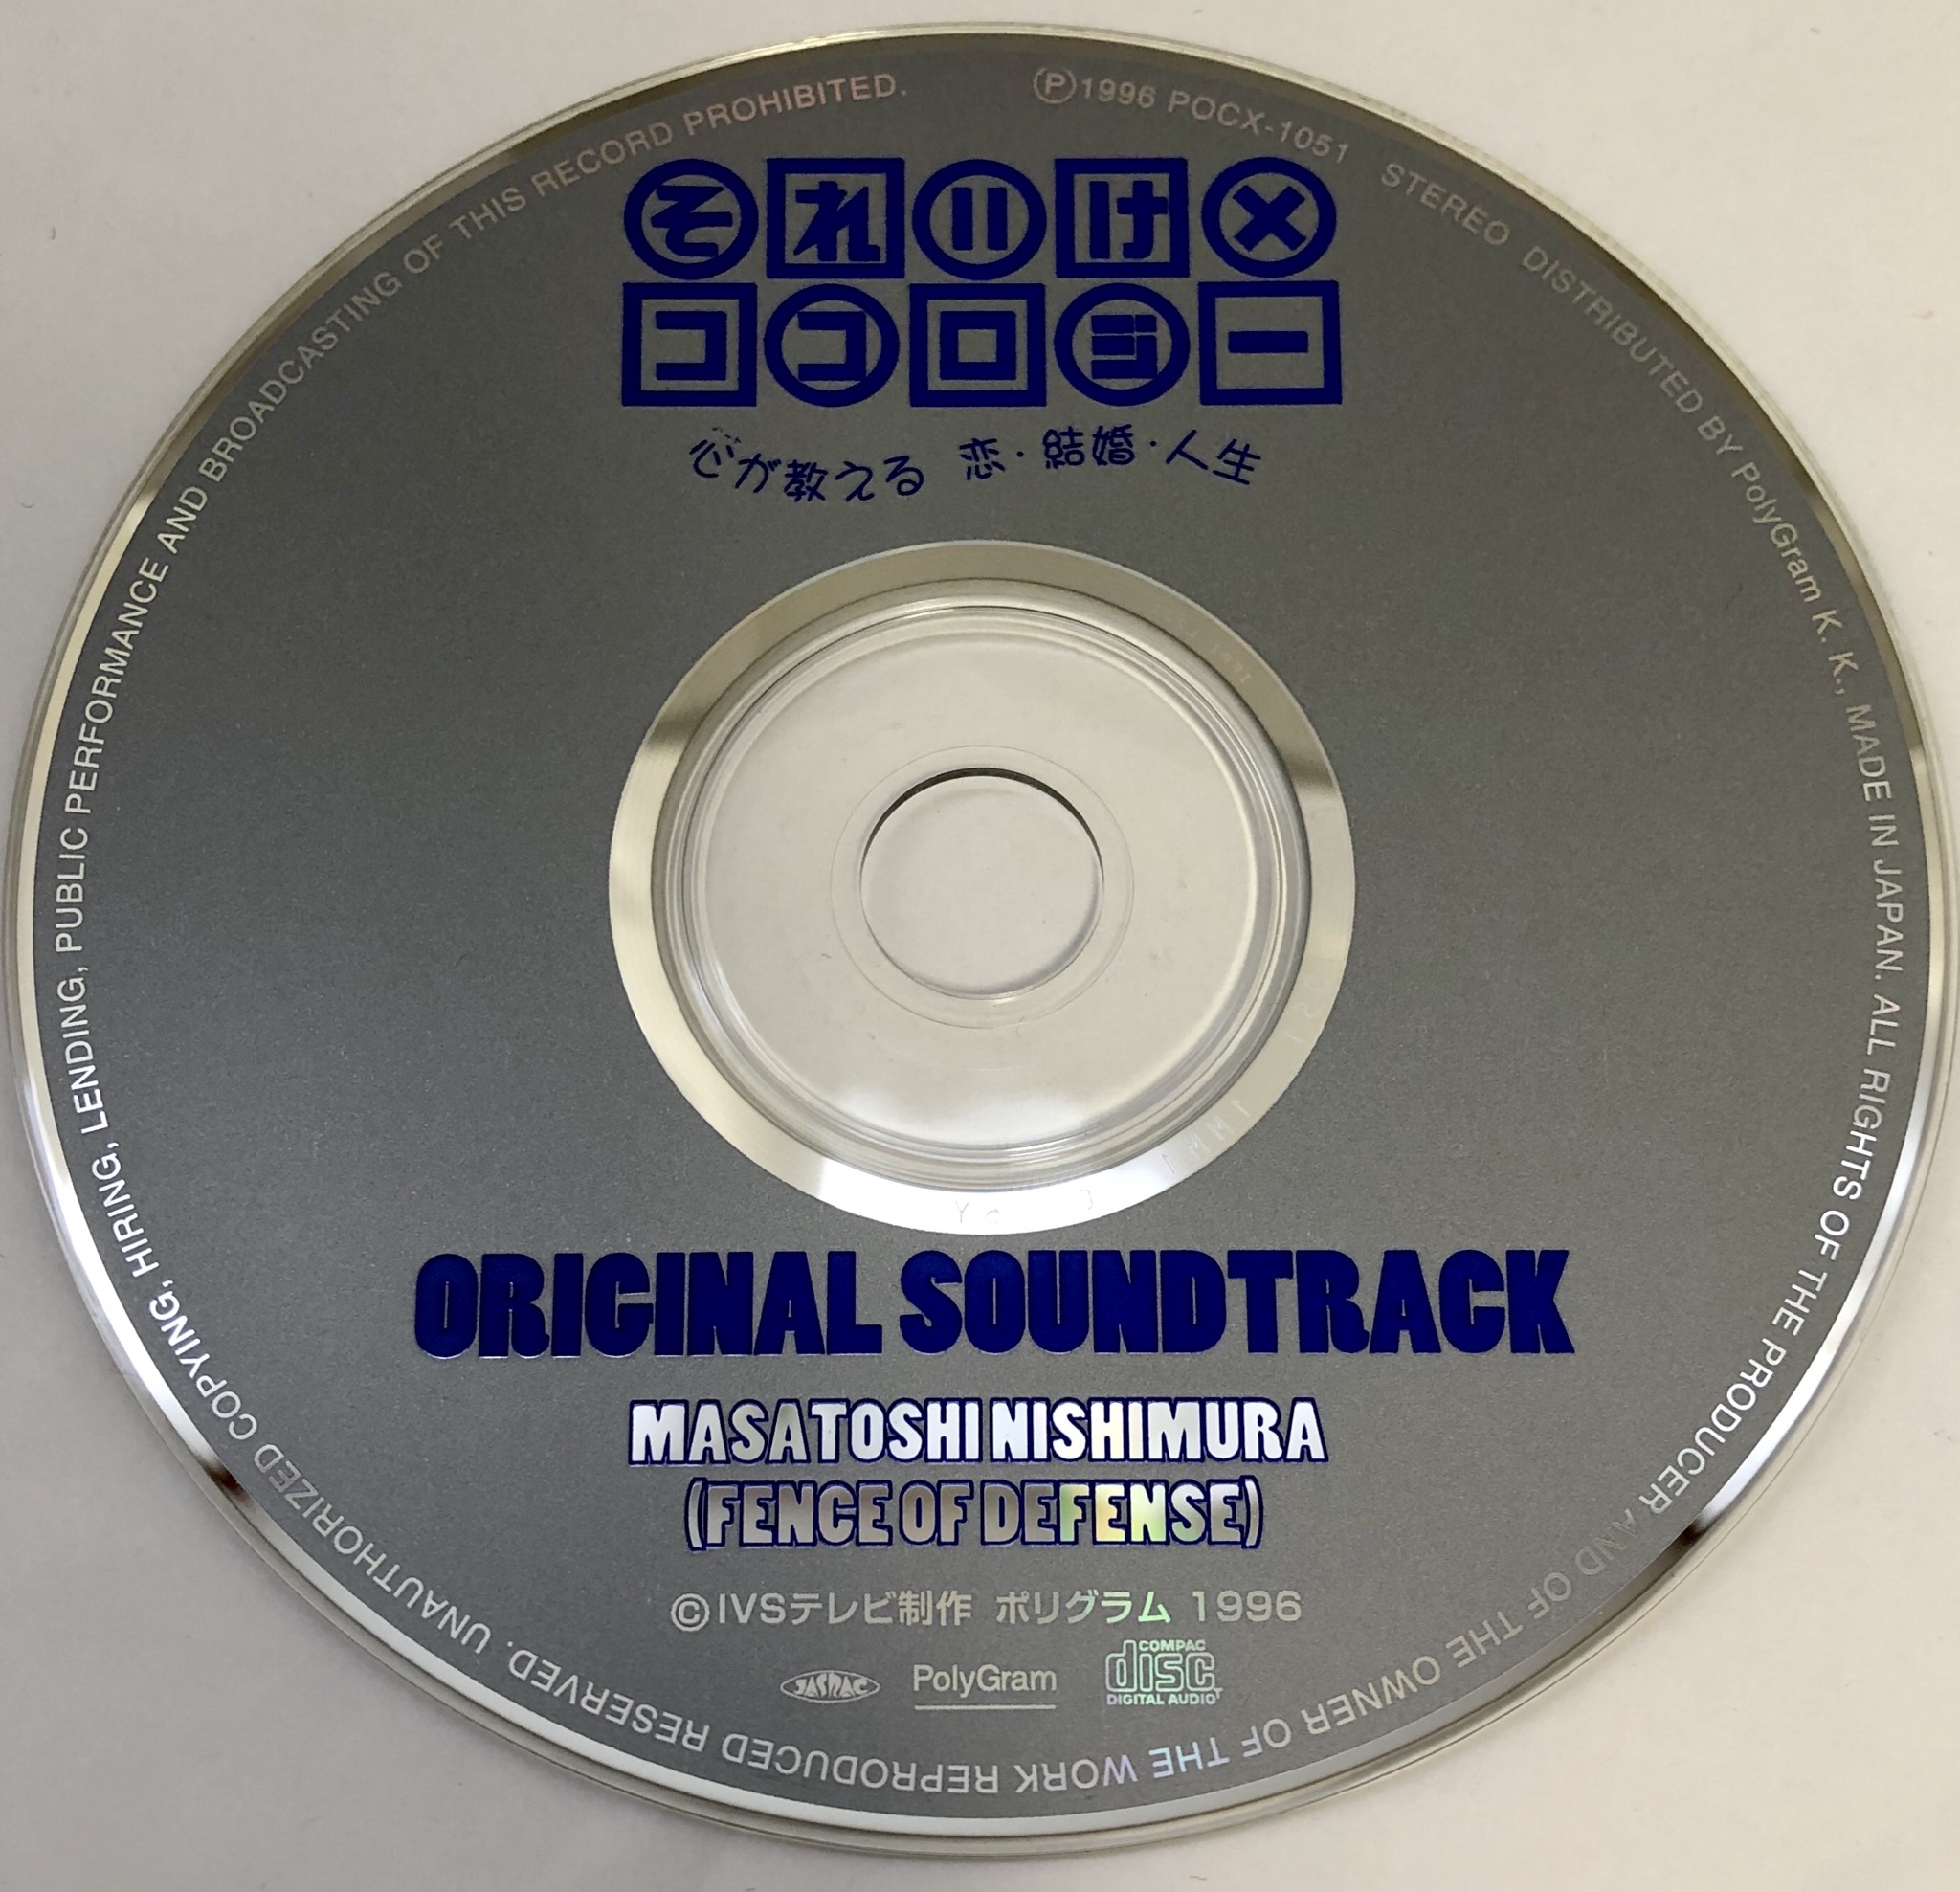 それいけ×
ココロジー
心が教える 恋・結婚・人生
ORIGINAL SOUNDTRACK
MASATOSHI NISHIMURA
(FENCE OF DEFENSE)
©IVSテレビ制作 ポリグラム 1996
JASRAC PolyGram COMPACT disc DIGITAL AUDIO
Ⓟ1996 POCX-1051 STEREO DISTRIBUTED BY PolyGram K. K., MADE IN JAPAN. ALL RIGHTS OF THE PRODUCER AND OF THE OWNER OF THE WORK REPRODUCED RESERVED. UNAUTHORIZED COPYING, HIRING, LENDING, PUBLIC PERFORMANCE AND BROADCASTING OF THIS RECORD PROHIBITED.